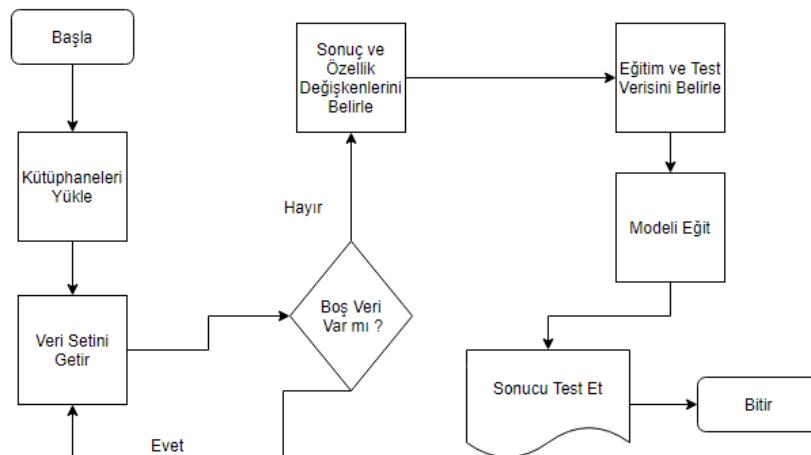 Başla
Kütüphaneleri
Yükle
Veri Setini
Getir
Boş Veri
Var mı ?
Evet
Hayır
Sonuç ve
Özellik
Değişkenlerini
Belirle
Eğitim ve Test
Verisini Belirle
Modeli Eğit
Sonucu Test Et
Bitir